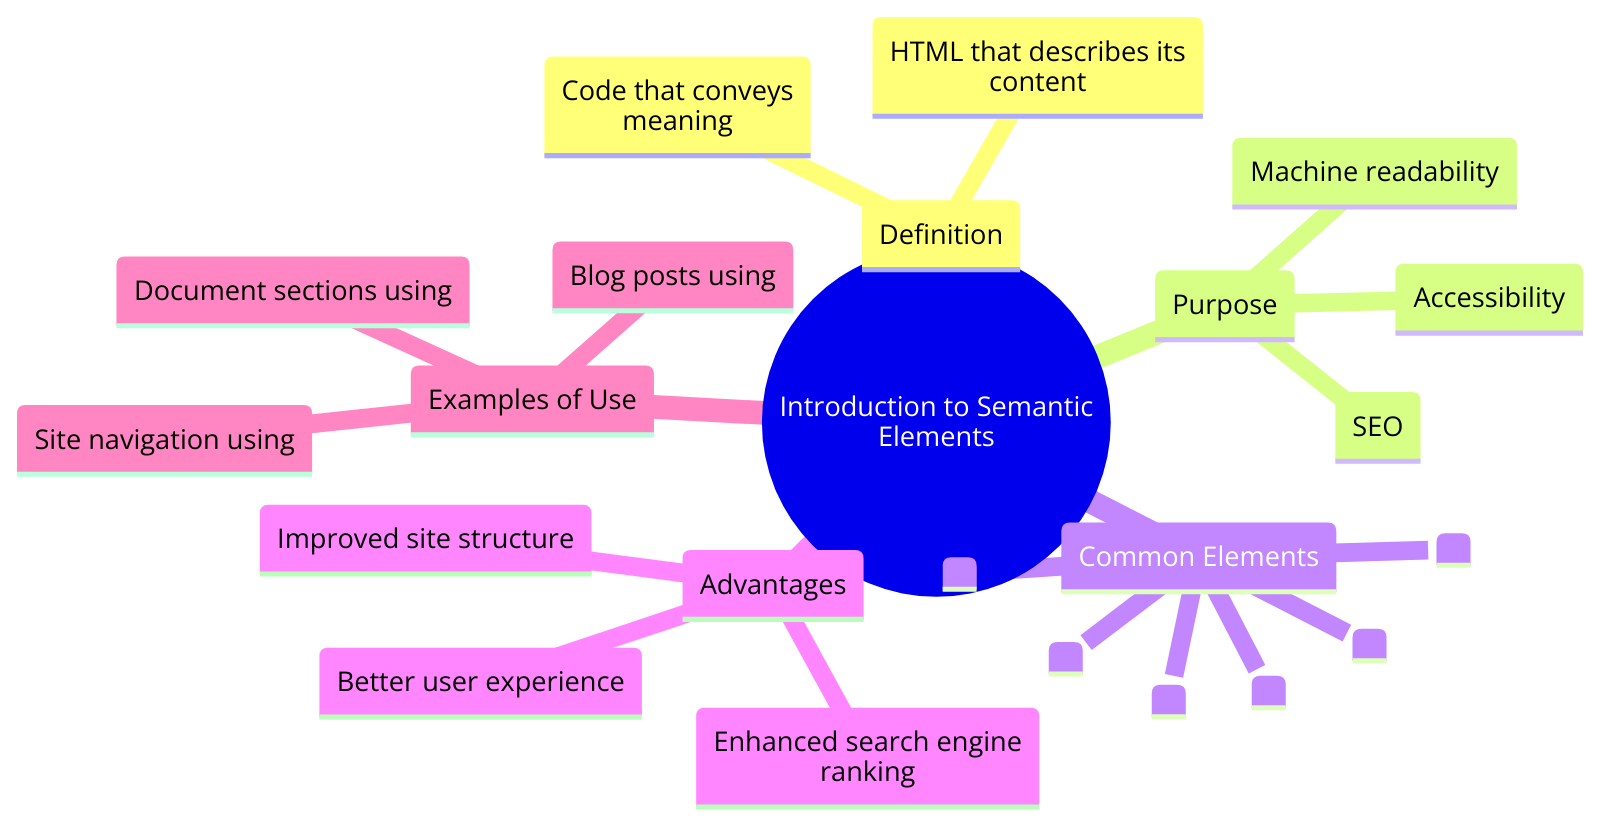 Introduction to Semantic
Elements
Definition
Code that conveys
meaning
HTML that describes its
content
Purpose
Machine readability
Accessibility
SEO
Common Elements
Advantages
Improved site structure
Better user experience
Enhanced search engine
ranking
Examples of Use
Document sections using
Blog posts using
Site navigation using